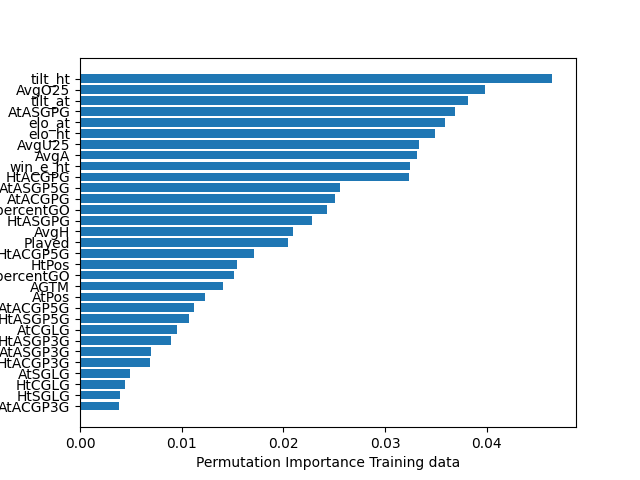 tilt_ht
AvgO25
tilt_at
AtASGPG
elo_at
elo_ht
AvgU25
AvgA
win_e_ht
HtACGPG
AtASGP5G
AtACGPG
percentGO
HtASGPG
AvgH
Played
HtACGP5G
HtPos
percentGO
AGTM
AtPos
AtACGP5G
HtASGP5G
AtCGLG
HtASGP3G
AtASGP3G
HtACGP3G
AtSGLG
HtCGLG
HtSGLG
AtACGP3G
0.00 0.01 0.02 0.03 0.04
Permutation Importance Training data